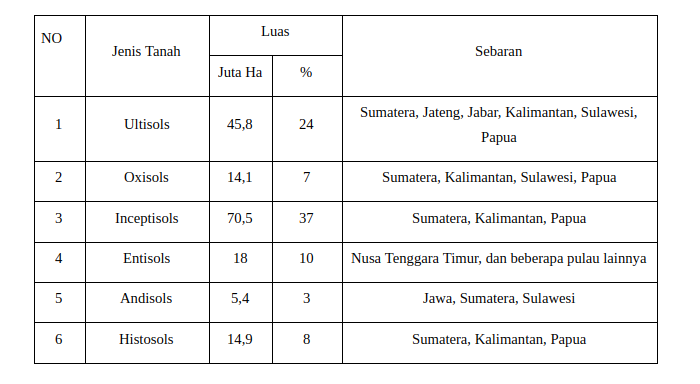 NO Jenis Tanah Luas Sebaran
Juta Ha %
1 Ultisols 45,8 24 Sumatera, Jateng, Jabar, Kalimantan, Sulawesi,
Papua
2 Oxisols 14,1 7 Sumatera, Kalimantan, Sulawesi, Papua
3 Inceptisols 70,5 37 Sumatera, Kalimantan, Papua
4 Entisols 18 10 Nusa Tenggara Timur, dan beberapa pulau lainnya
5 Andisols 5,4 3 Jawa, Sumatera, Sulawesi
6 Histosols 14,9 8 Sumatera, Kalimantan, Papua